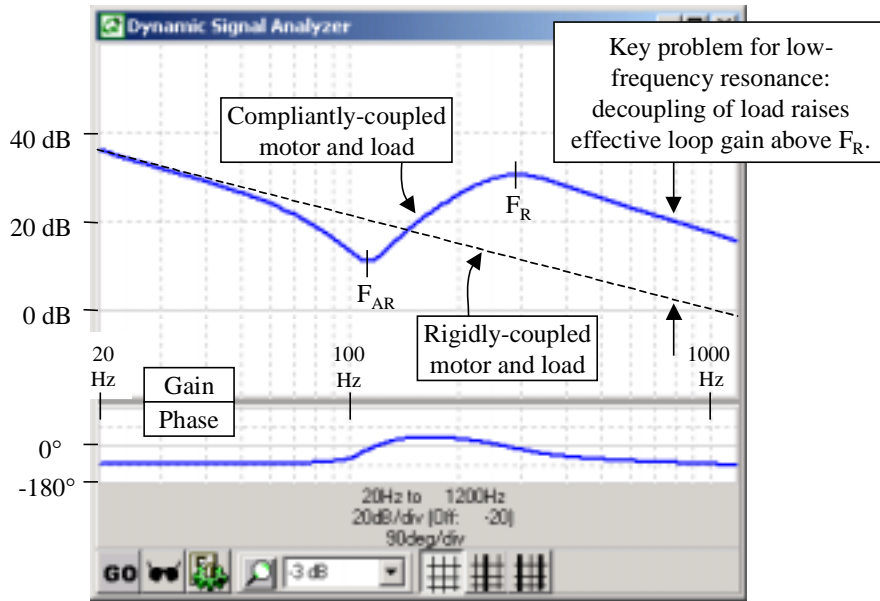 Dynamic Signal Analyzer
Key problem for low-
frequency resonance:
decoupling of load raises
effective loop gain above FR.
Compliantly-coupled
motor and load
40 dB
FR
20 dB
FAR
0 dB
Rigidly-coupled
motor and load
20
Hz
100
Hz
1000
Hz
Gain
Phase
0°
-180°
20Hz to 1200Hz
20dB/div (Off: -20)
90deg/div
GO
-3 dB